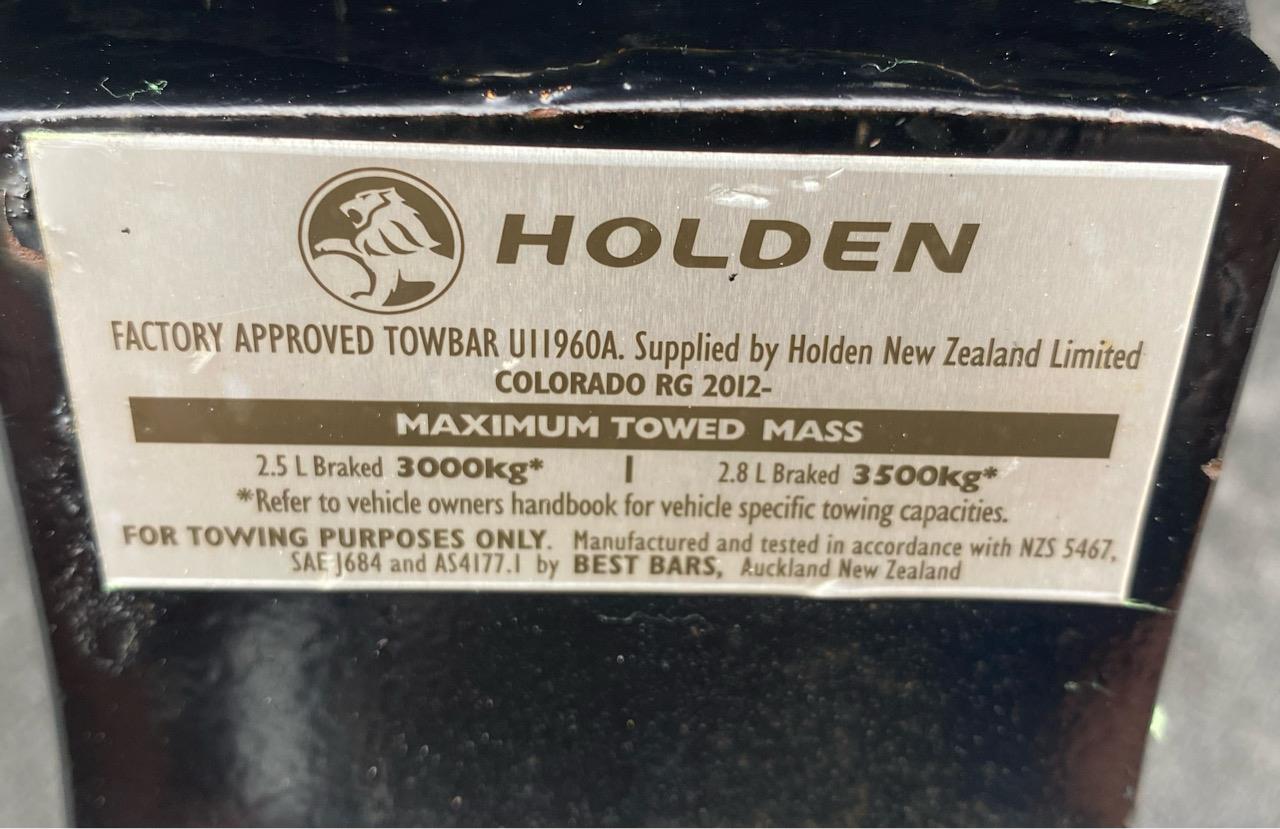 HOLDEN
FACTORY APPROVED TOWBAR U11960A. Supplied by Holden New Zealand Limited
COLORADO RG 2012-
MAXIMUM TOWED MASS
2.5 L Braked 3000kg* | 2.8 L Braked 3500kg*
*Refer to vehicle owners handbook for vehicle specific towing capacities.
FOR TOWING PURPOSES ONLY. Manufactured and tested in accordance with NZS 5467,
SAE J684 and AS4177.1 by BEST BARS, Auckland New Zealand